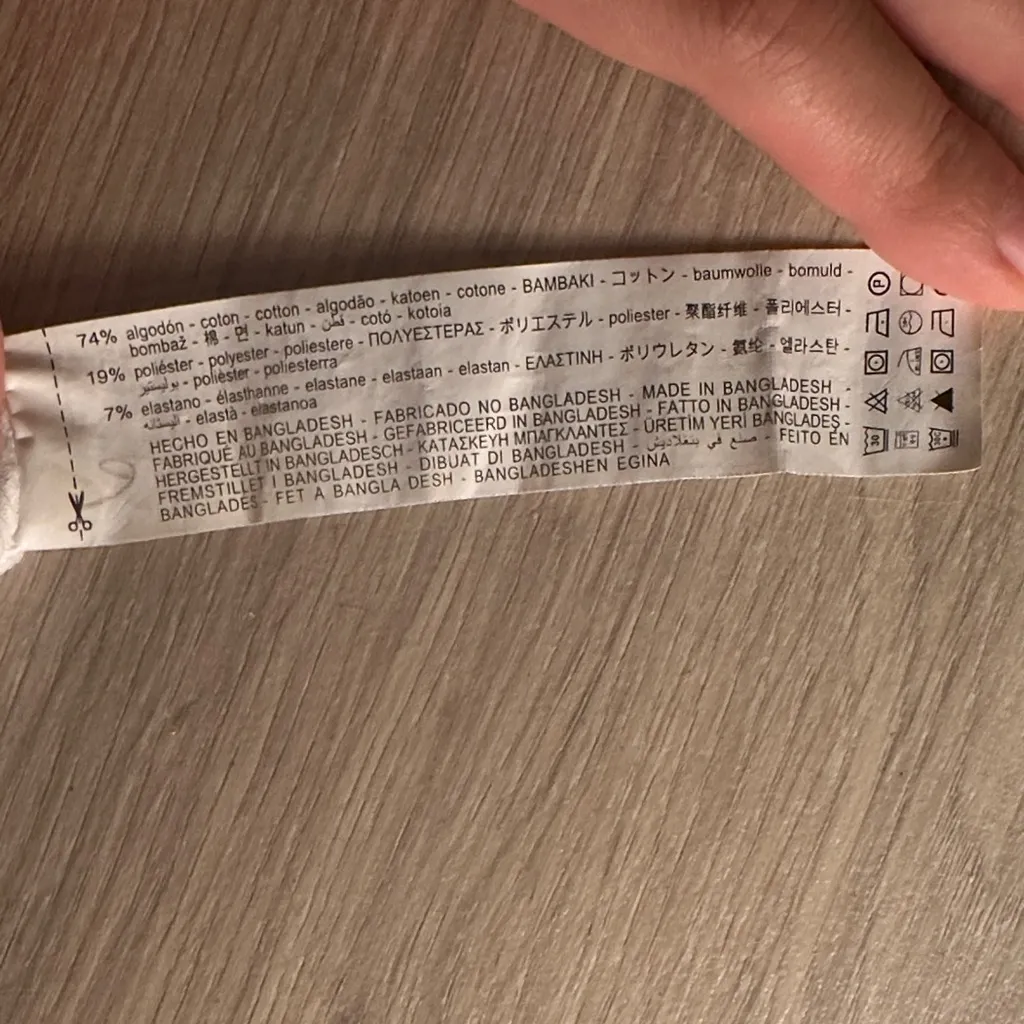 74% algodón - coton - cotton - algodão - katoen - cotone - BAMBAKI - コットン - baumwolle - bomuld -
bombaž - 棉 - 면 - katun - قطن - cotó - kotoia
19% poliéster - polyester - poliestere - ΠΟΛΥΕΣΤΕΡΑΣ - ポリエステル - poliester - 聚酯纤维 - 폴리에스터 -
بوليستير - polièster - poliesterra
7% elastano - élasthanne - elastane - elastaan - elastan - ΕΛΑΣΤΙΝΗ - ポリウレタン - 氨纶 - 엘라스탄 -
- elastà - elastanoa
HECHO EN BANGLADESH - FABRICADO NO BANGLADESH - MADE IN BANGLADESH -
FABRIQUÉ AU BANGLADESH - GEFABRICEERD IN BANGLADESH - FATTO IN BANGLADESH -
HERGESTELLT IN BANGLADESCH - ΚΑΤΑΣΚΕΥΗ ΜΠΑΓΚΛΑΝΤΕΣ - ÜRETİM YERİ BANGLADEŞ -
FREMSTILLET I BANGLADESH - DIBUAT DI BANGLADESH - صنع في بنغلاديش - FEITO EN
BANGLADÉS - FET A BANGLA DESH - BANGLADESHEN EGINA